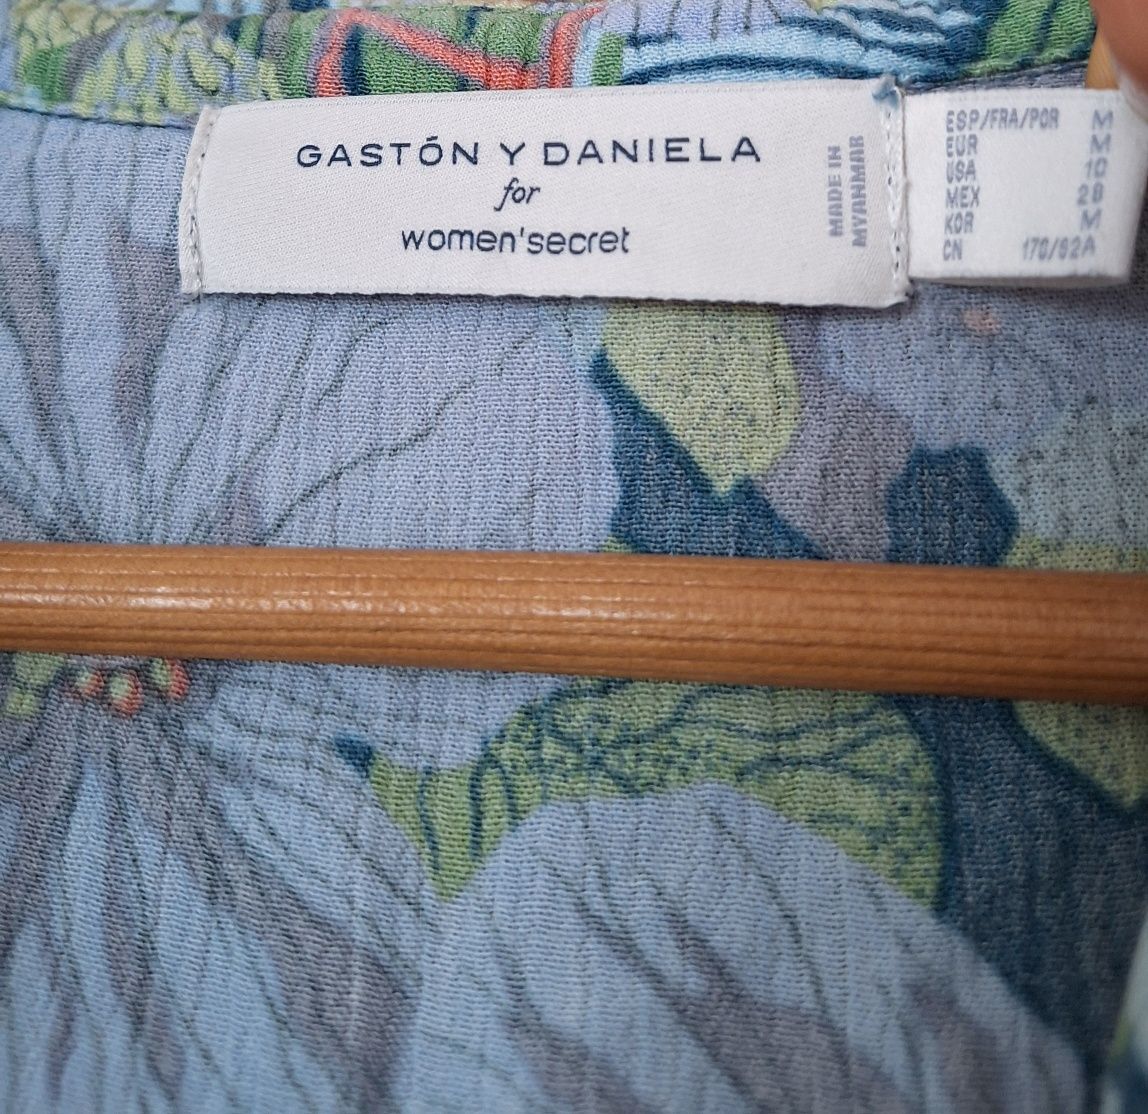 GASTÓN Y DANIELA
for
women'secret
MADE IN
MYANMAR
ESP/FRA/POR M
EUR M
USA 10
MEX 28
KOR M
CN 170/92A